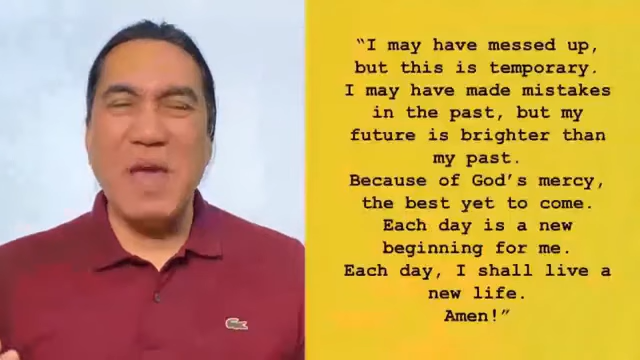 “I may have messed up,
but this is temporary.
I may have made mistakes
in the past, but my
future is brighter than
my past.
Because of God’s mercy,
the best yet to come.
Each day is a new
beginning for me.
Each day, I shall live a
new life.
Amen!”